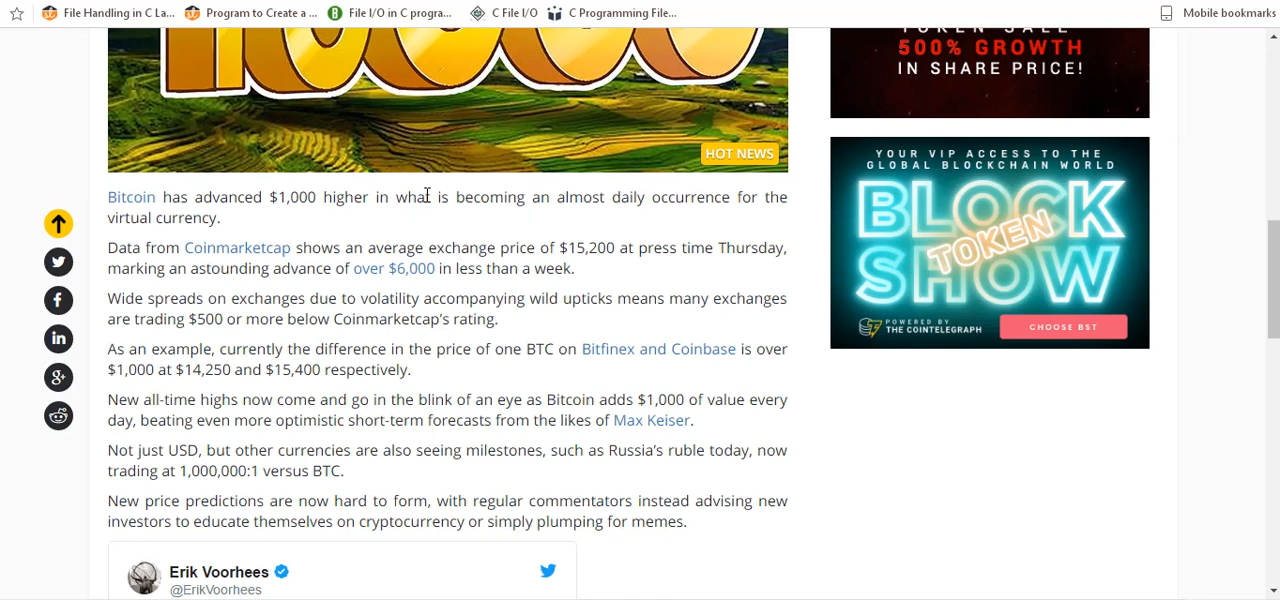 File Handling in C La...
Program to Create a ...
File I/O in C progra...
C File I/O
C Programming File...
Mobile bookmarks
HOT NEWS
Bitcoin has advanced $1,000 higher in what is becoming an almost daily occurrence for the
virtual currency.
Data from Coinmarketcap shows an average exchange price of $15,200 at press time Thursday,
marking an astounding advance of over $6,000 in less than a week.
Wide spreads on exchanges due to volatility accompanying wild upticks means many exchanges
are trading $500 or more below Coinmarketcap’s rating.
As an example, currently the difference in the price of one BTC on Bitfinex and Coinbase is over
$1,000 at $14,250 and $15,400 respectively.
New all-time highs now come and go in the blink of an eye as Bitcoin adds $1,000 of value every
day, beating even more optimistic short-term forecasts from the likes of Max Keiser.
Not just USD, but other currencies are also seeing milestones, such as Russia’s ruble today, now
trading at 1,000,000:1 versus BTC.
New price predictions are now hard to form, with regular commentators instead advising new
investors to educate themselves on cryptocurrency or simply plumping for memes.
Erik Voorhees
@ErikVoorhees
TOKEN SALE
500% GROWTH
IN SHARE PRICE!
YOUR VIP ACCESS TO THE
GLOBAL BLOCKCHAIN WORLD
BLOCK
TOKEN
SHOW
POWERED BY
THE COINTELEGRAPH
CHOOSE BST